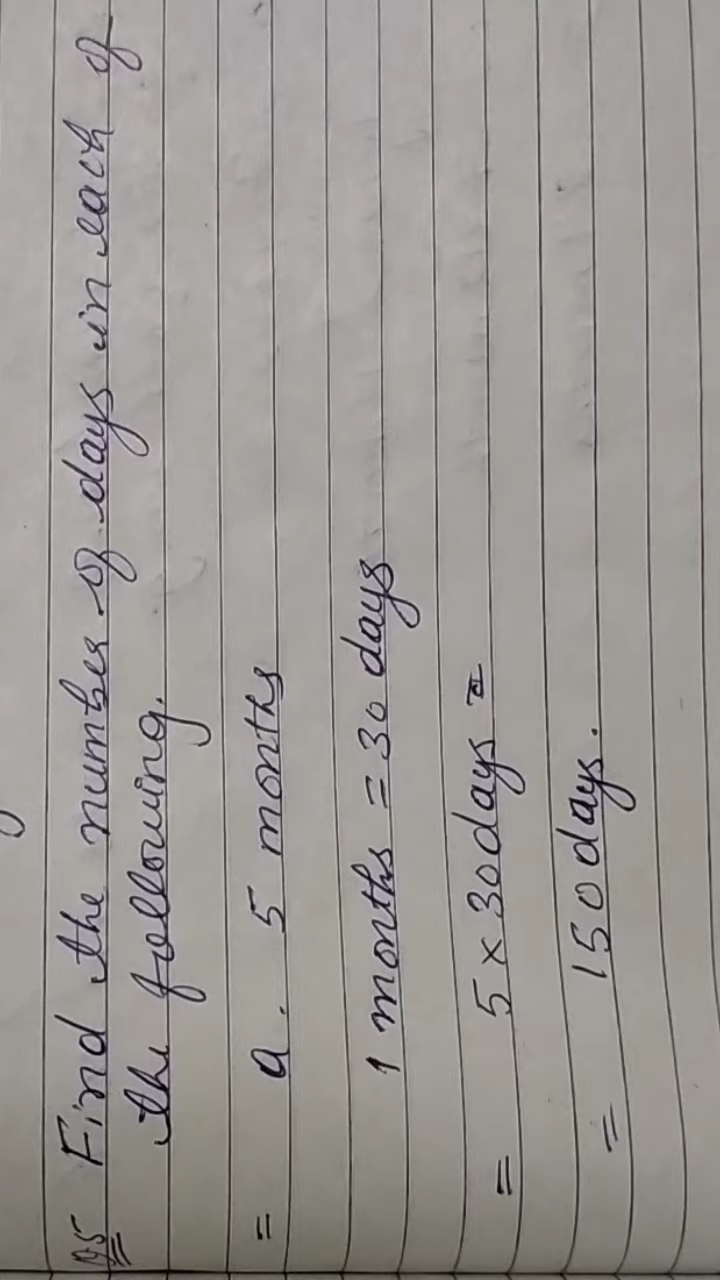 Q5 Find the number of days in each of
the following.
= a. 5 months
1 months = 30 days
= 5 x 30 days =
= 150 days.